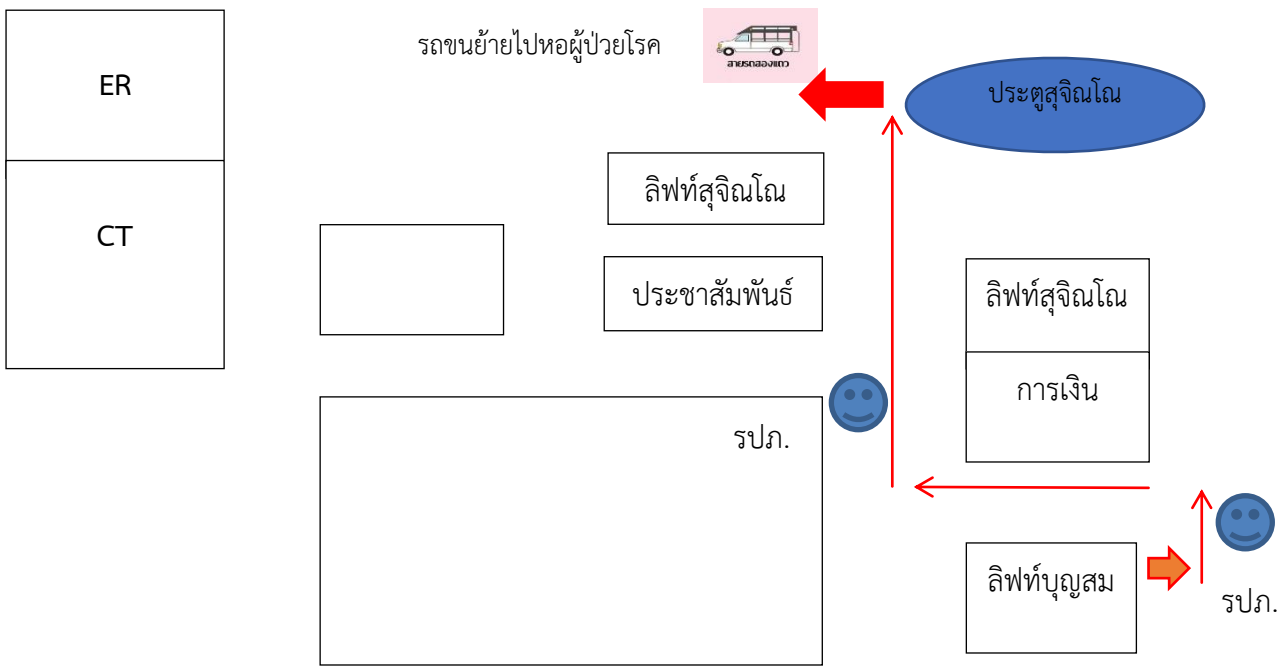 รถขนย้ายไปหอผู้ป่วยโรค
สายรถสองแถว
ER
ประตูสุจิณโณ
ลิฟท์สุจิณโณ
CT
ประชาสัมพันธ์
ลิฟท์สุจิณโณ
การเงิน
รปภ.
ลิฟท์บุญสม
รปภ.